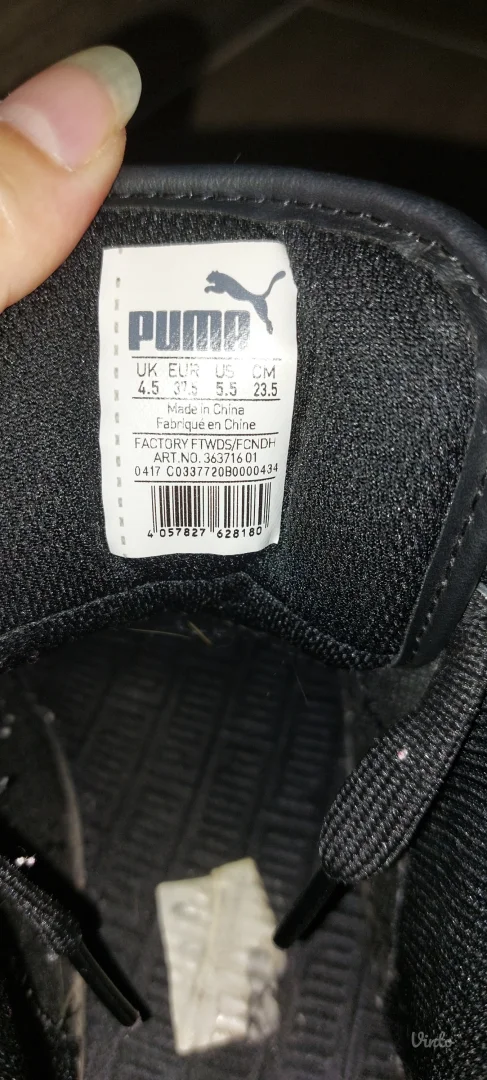 PUMA
UK EUR US CM
4.5 37.5 5.5 23.5
Made in China
Fabriqué en Chine
FACTORY FTWDS/FCNDH
ART.NO. 363716 01
0417 C0337720B0000434
4 057827 628180
Vinto